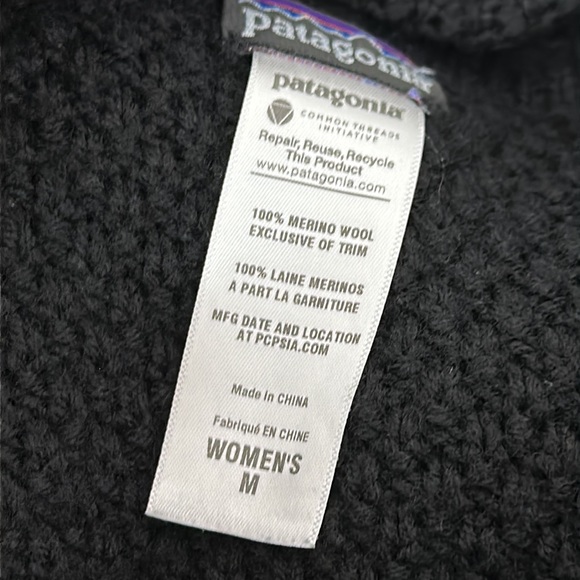 patagonia
patagonia
COMMON THREADS
INITIATIVE
Repair, Reuse, Recycle
This Product
www.patagonia.com
100% MERINO WOOL
EXCLUSIVE OF TRIM
100% LAINE MERINOS
À PART LA GARNITURE
MFG DATE AND LOCATION
AT PCPSIA.COM
Made in CHINA
Fabriqué EN CHINE
WOMEN'S
M